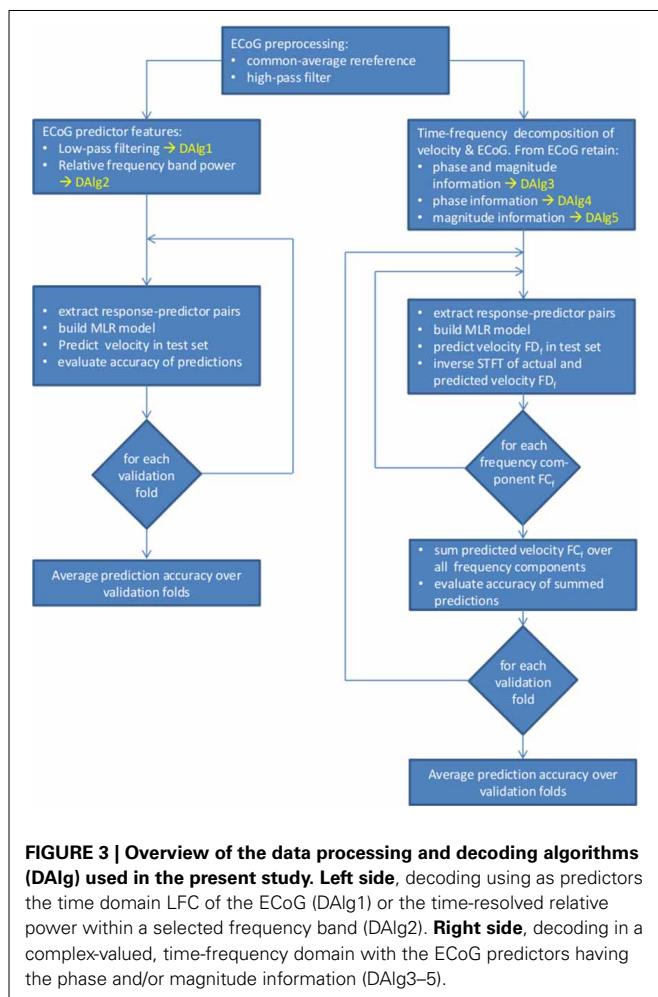 ECoG preprocessing:
• common-average rereference
• high-pass filter
ECoG predictor features:
• Low-pass filtering → DAlg1
• Relative frequency band power
→ DAlg2
• extract response-predictor pairs
• build MLR model
• Predict velocity in test set
• evaluate accuracy of predictions
for each
validation
fold
Average prediction accuracy over
validation folds
Time-frequency decomposition of
velocity & ECoG. From ECoG retain:
• phase and magnitude
information → DAlg3
• phase information → DAlg4
• magnitude information → DAlg5
• extract response-predictor pairs
• build MLR model
• predict velocity FDf in test set
• inverse STFT of actual and
predicted velocity FDf
for each
frequency com-
ponent FCf
• sum predicted velocity FCf over
all frequency components
• evaluate accuracy of summed
predictions
for each
validation
fold
Average prediction accuracy over
validation folds
FIGURE 3 | Overview of the data processing and decoding algorithms
(DAlg) used in the present study. Left side, decoding using as predictors
the time domain LFC of the ECoG (DAlg1) or the time-resolved relative
power within a selected frequency band (DAlg2). Right side, decoding in a
complex-valued, time-frequency domain with the ECoG predictors having
the phase and/or magnitude information (DAlg3–5).